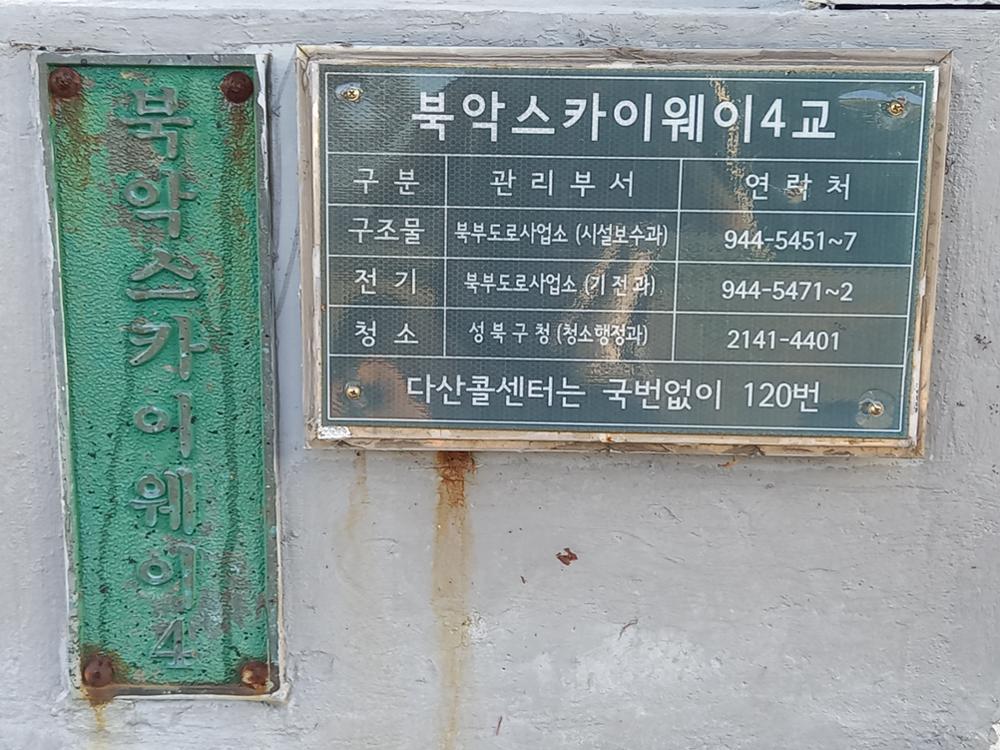 북악스카이웨이4
북악스카이웨이4교
구분 관리부서 연락처
구조물 북부도로사업소 (시설보수과) 944-5451~7
전기 북부도로사업소 (기전과) 944-5471~2
청소 성북구청 (청소행정과) 2141-4401
다산콜센터는 국번없이 120번